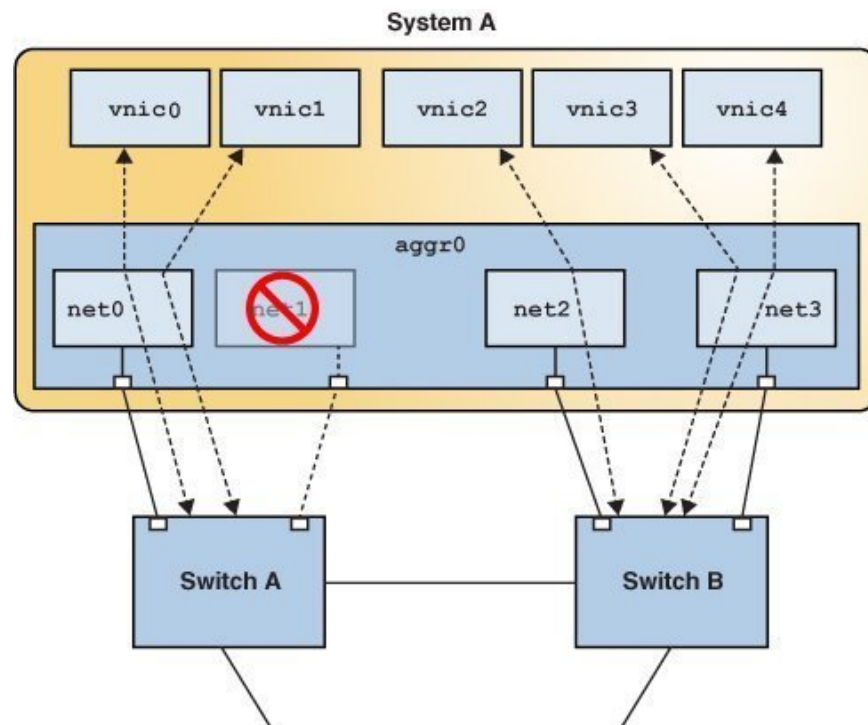 System A
vnic0
vnic1
vnic2
vnic3
vnic4
aggr0
net0
net1
net2
net3
Switch A
Switch B